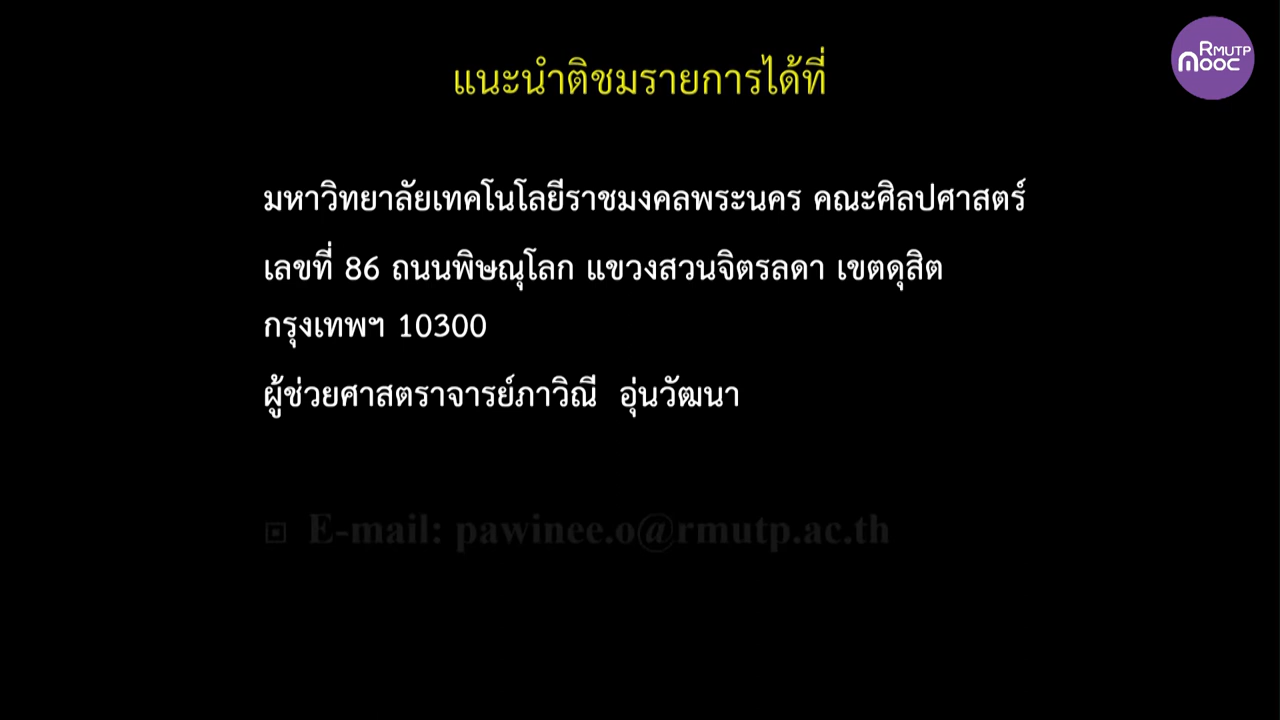 RMUTP
MOOC
แนะนำติชมรายการได้ที่
มหาวิทยาลัยเทคโนโลยีราชมงคลพระนคร คณะศิลปศาสตร์
เลขที่ 86 ถนนพิษณุโลก แขวงสวนจิตรลดา เขตดุสิต
กรุงเทพฯ 10300
ผู้ช่วยศาสตราจารย์ภาวิณี อุ่นวัฒนา
E-mail: pawinee.o@rmutp.ac.th